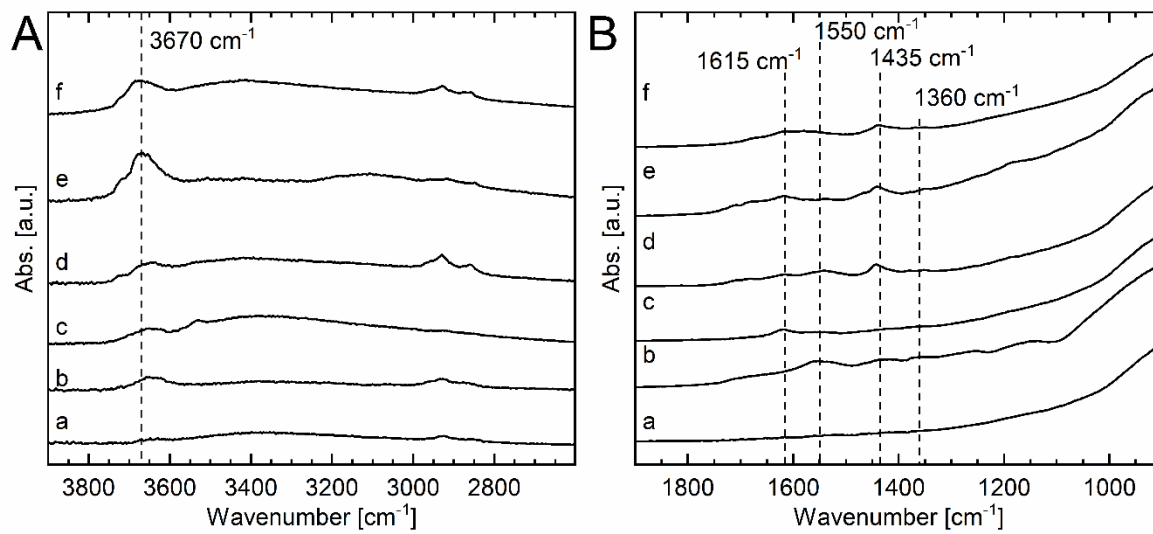 A
3670 cm⁻¹
f
e
d
c
b
a
Abs. [a.u.]
3800 3600 3400 3200 3000 2800
Wavenumber [cm⁻¹]
B
1550 cm⁻¹
1615 cm⁻¹
1435 cm⁻¹
1360 cm⁻¹
f
e
d
c
b
a
Abs. [a.u.]
1800 1600 1400 1200 1000
Wavenumber [cm⁻¹]